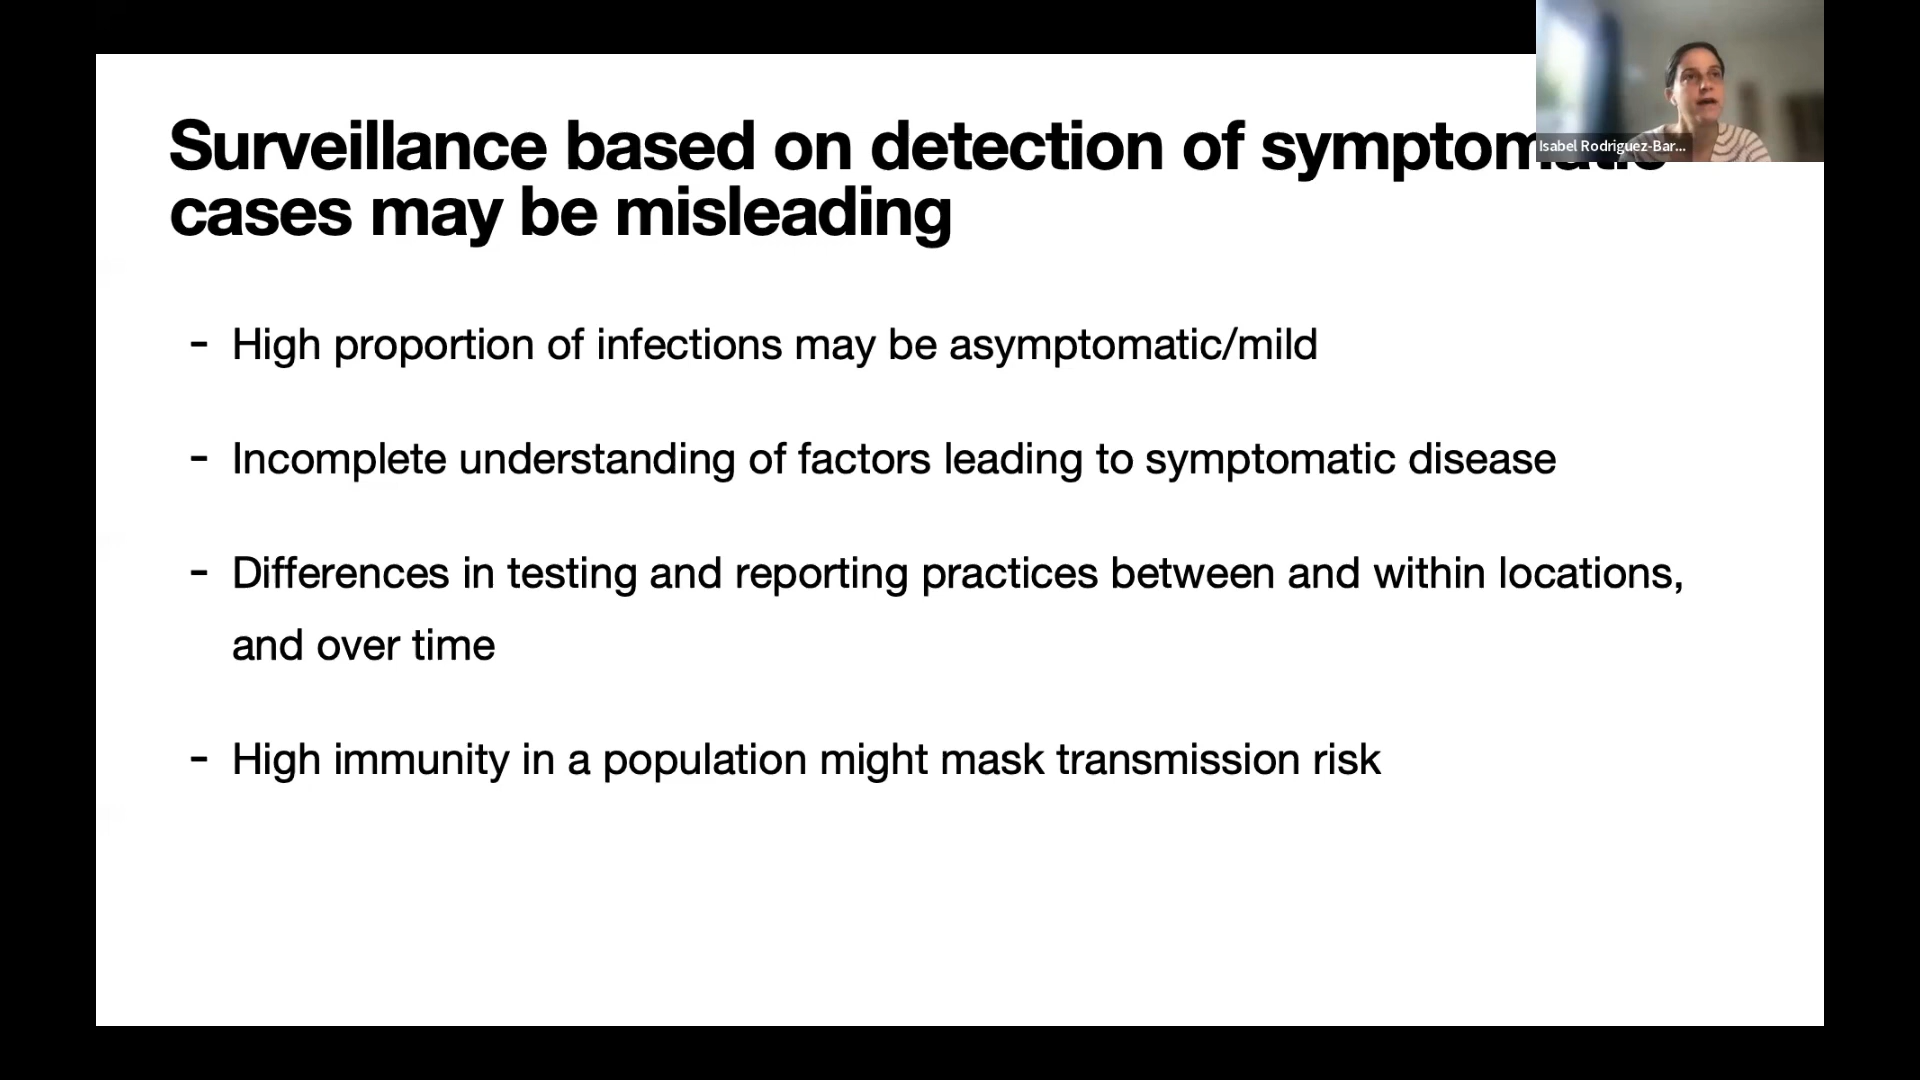 Surveillance based on detection of symptomatic
cases may be misleading
Isabel Rodriguez-Bar...
- High proportion of infections may be asymptomatic/mild
- Incomplete understanding of factors leading to symptomatic disease
- Differences in testing and reporting practices between and within locations,
and over time
- High immunity in a population might mask transmission risk